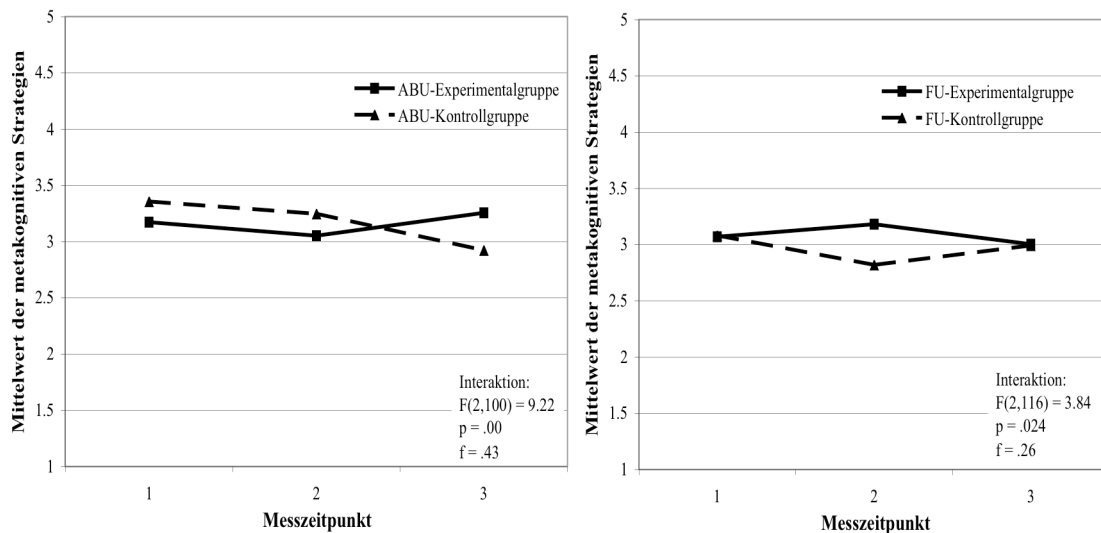 Mittelwert der metakognitiven Strategien
5
4.5
4
3.5
3
2.5
2
1.5
1
ABU-Experimentalgruppe
ABU-Kontrollgruppe
Interaktion:
F(2,100) = 9.22
p = .00
f = .43
1 2 3
Messzeitpunkt
Mittelwert der metakognitiven Strategien
5
4.5
4
3.5
3
2.5
2
1.5
1
FU-Experimentalgruppe
FU-Kontrollgruppe
Interaktion:
F(2,116) = 3.84
p = .024
f = .26
1 2 3
Messzeitpunkt